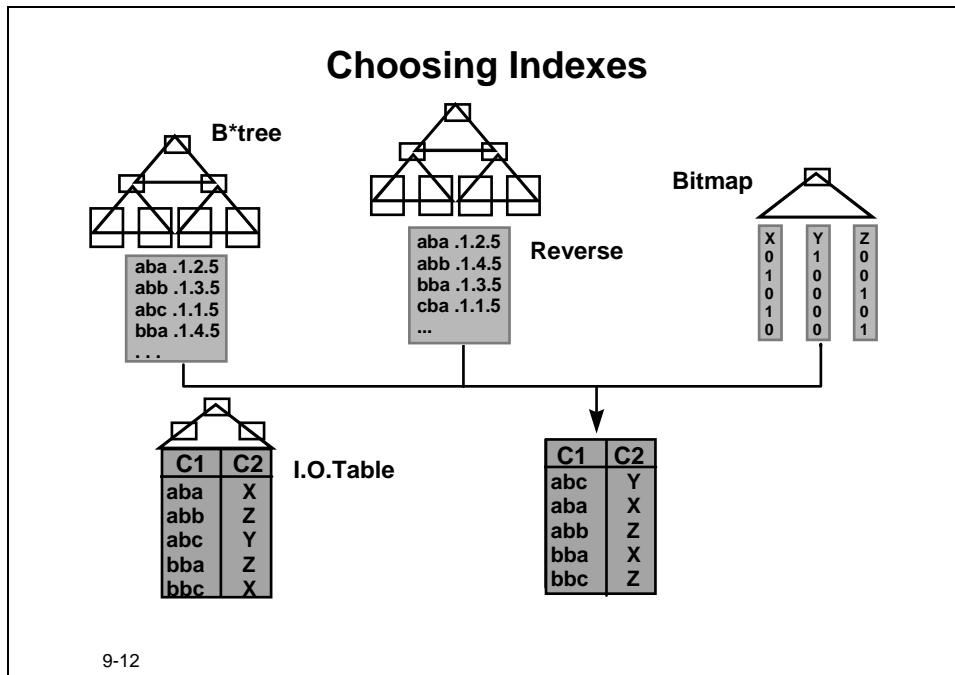 Choosing Indexes
B*tree
aba .1.2.5
abb .1.3.5
abc .1.1.5
bba .1.4.5
. . .
Reverse
aba .1.2.5
abb .1.4.5
bba .1.3.5
cba .1.1.5
...
Bitmap
X Y Z
0 1 0
1 0 0
0 0 1
1 0 0
0 0 1
I.O.Table
C1 C2
aba X
abb Z
abc Y
bba Z
bbc X
C1 C2
abc Y
aba X
abb Z
bba X
bbc Z
9-12